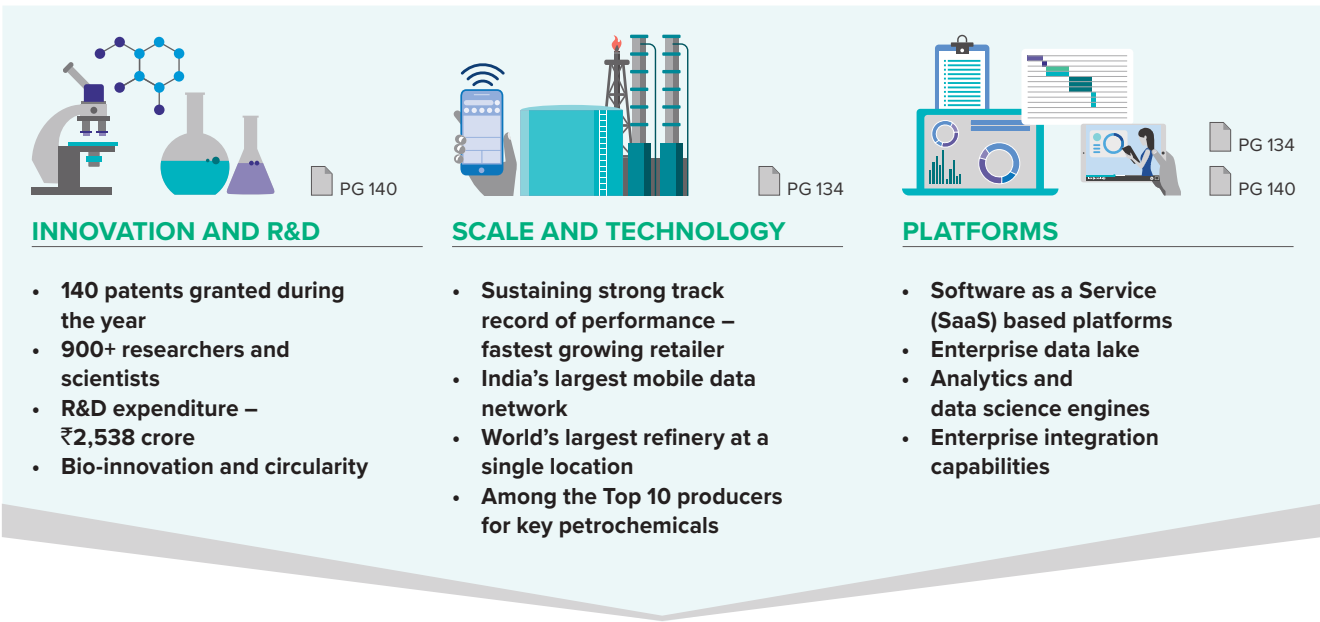 PG 140
INNOVATION AND R&D
• 140 patents granted during
the year
• 900+ researchers and
scientists
• R&D expenditure –
₹2,538 crore
• Bio-innovation and circularity
PG 134
SCALE AND TECHNOLOGY
• Sustaining strong track
record of performance –
fastest growing retailer
• India’s largest mobile data
network
• World’s largest refinery at a
single location
• Among the Top 10 producers
for key petrochemicals
PG 134
PG 140
PLATFORMS
• Software as a Service
(SaaS) based platforms
• Enterprise data lake
• Analytics and
data science engines
• Enterprise integration
capabilities